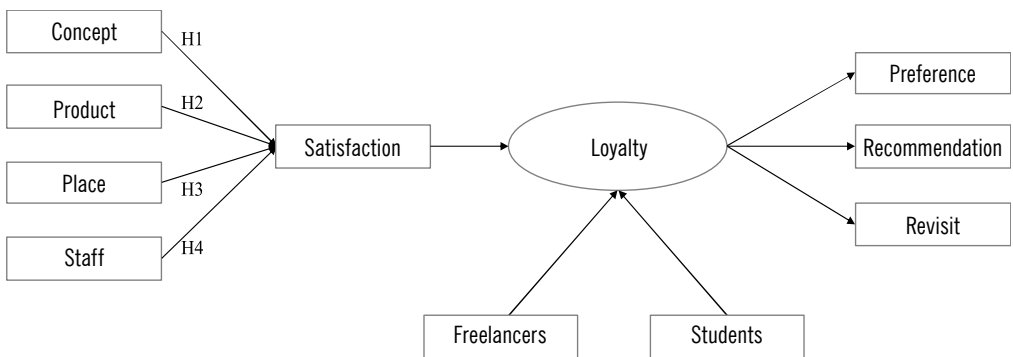 Concept
H1
Product
H2
Place
H3
Staff
H4
Satisfaction
Loyalty
Preference
Recommendation
Revisit
Freelancers
Students